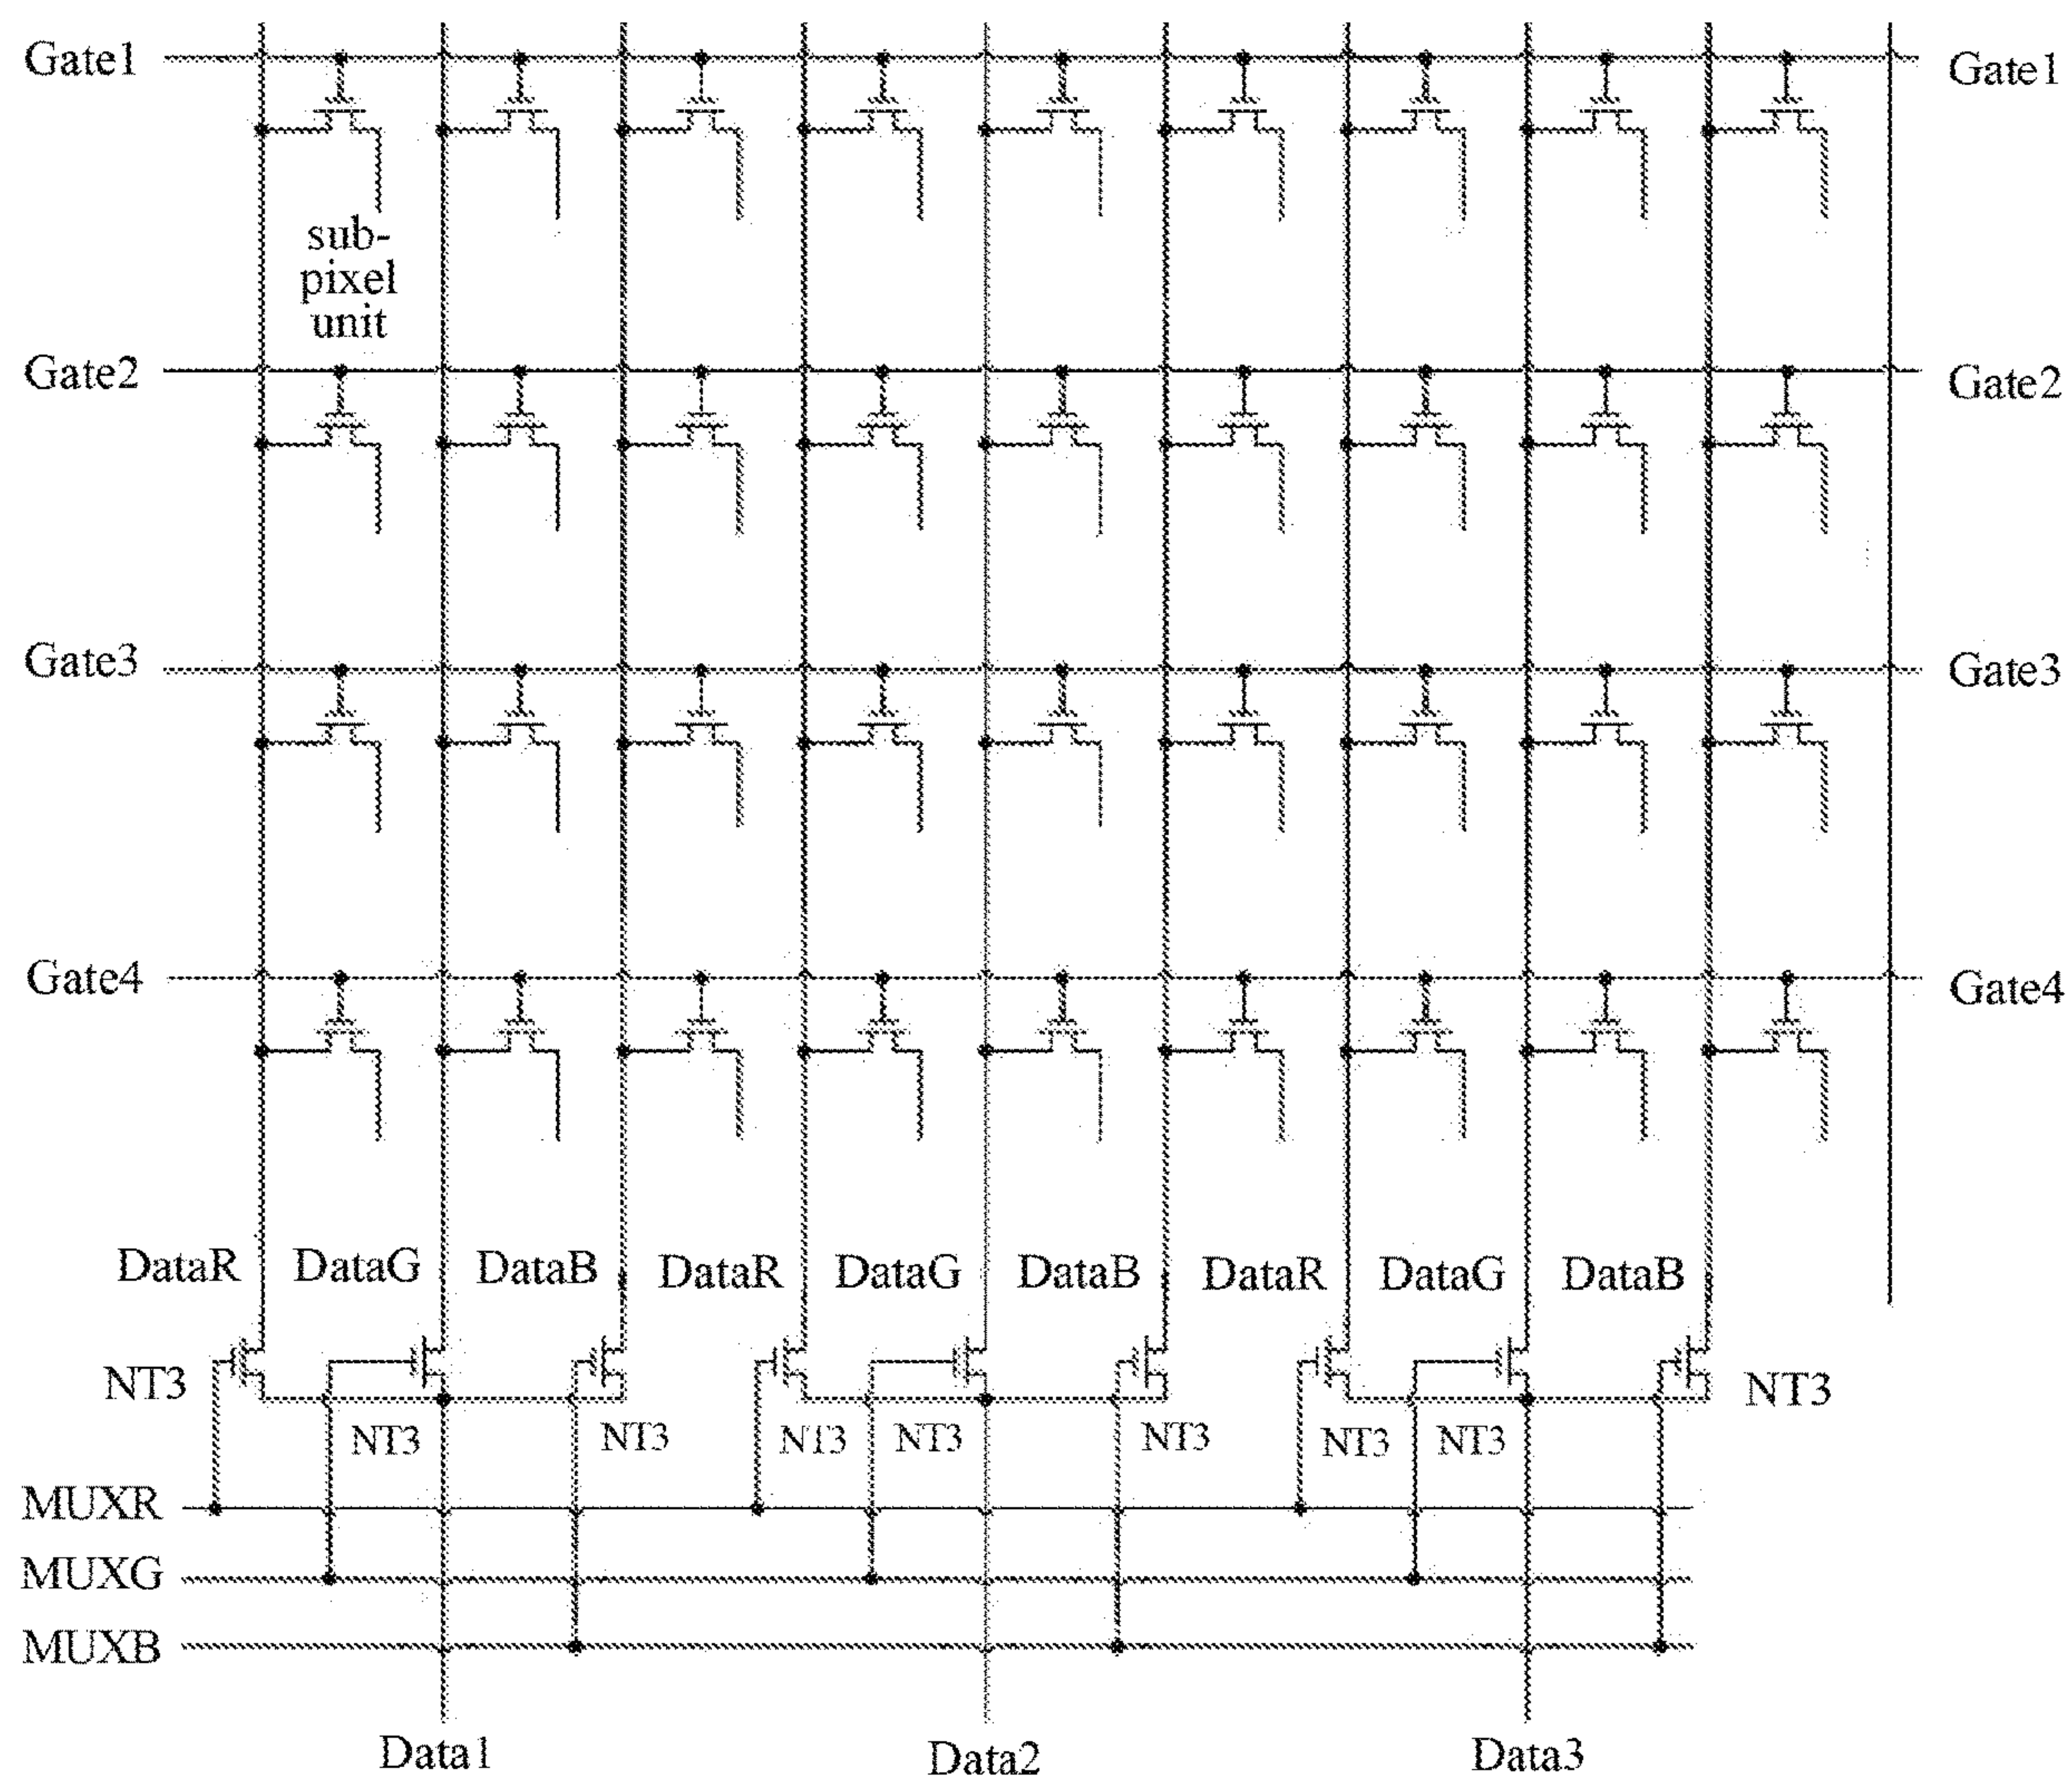 Gate1
Gate1
sub-
pixel
unit
Gate2
Gate2
Gate3
Gate3
Gate4
Gate4
DataR DataG DataB DataR DataG DataB DataR DataG DataB
NT3
NT3
NT3 NT3 NT3 NT3 NT3 NT3 NT3
MUXR
MUXG
MUXB
Data1 Data2 Data3